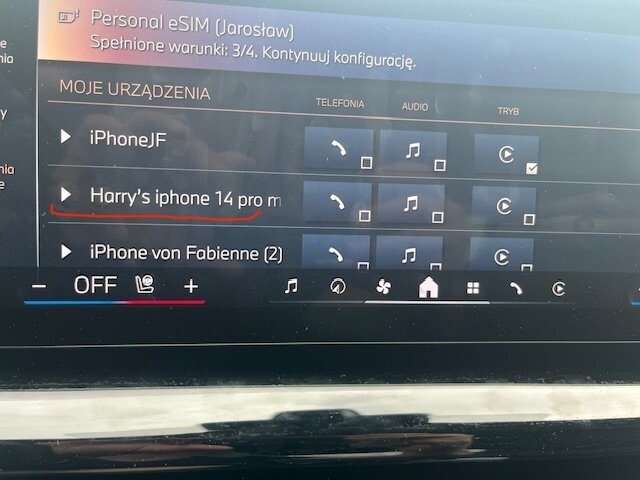 Personal eSIM (Jarosław)
Spełnione warunki: 3/4. Kontynuuj konfigurację.
MOJE URZĄDZENIA
TELEFONIA
AUDIO
TRYB
iPhoneJF
Harry's iphone 14 pro m
iPhone von Fabienne (2)
− OFF +